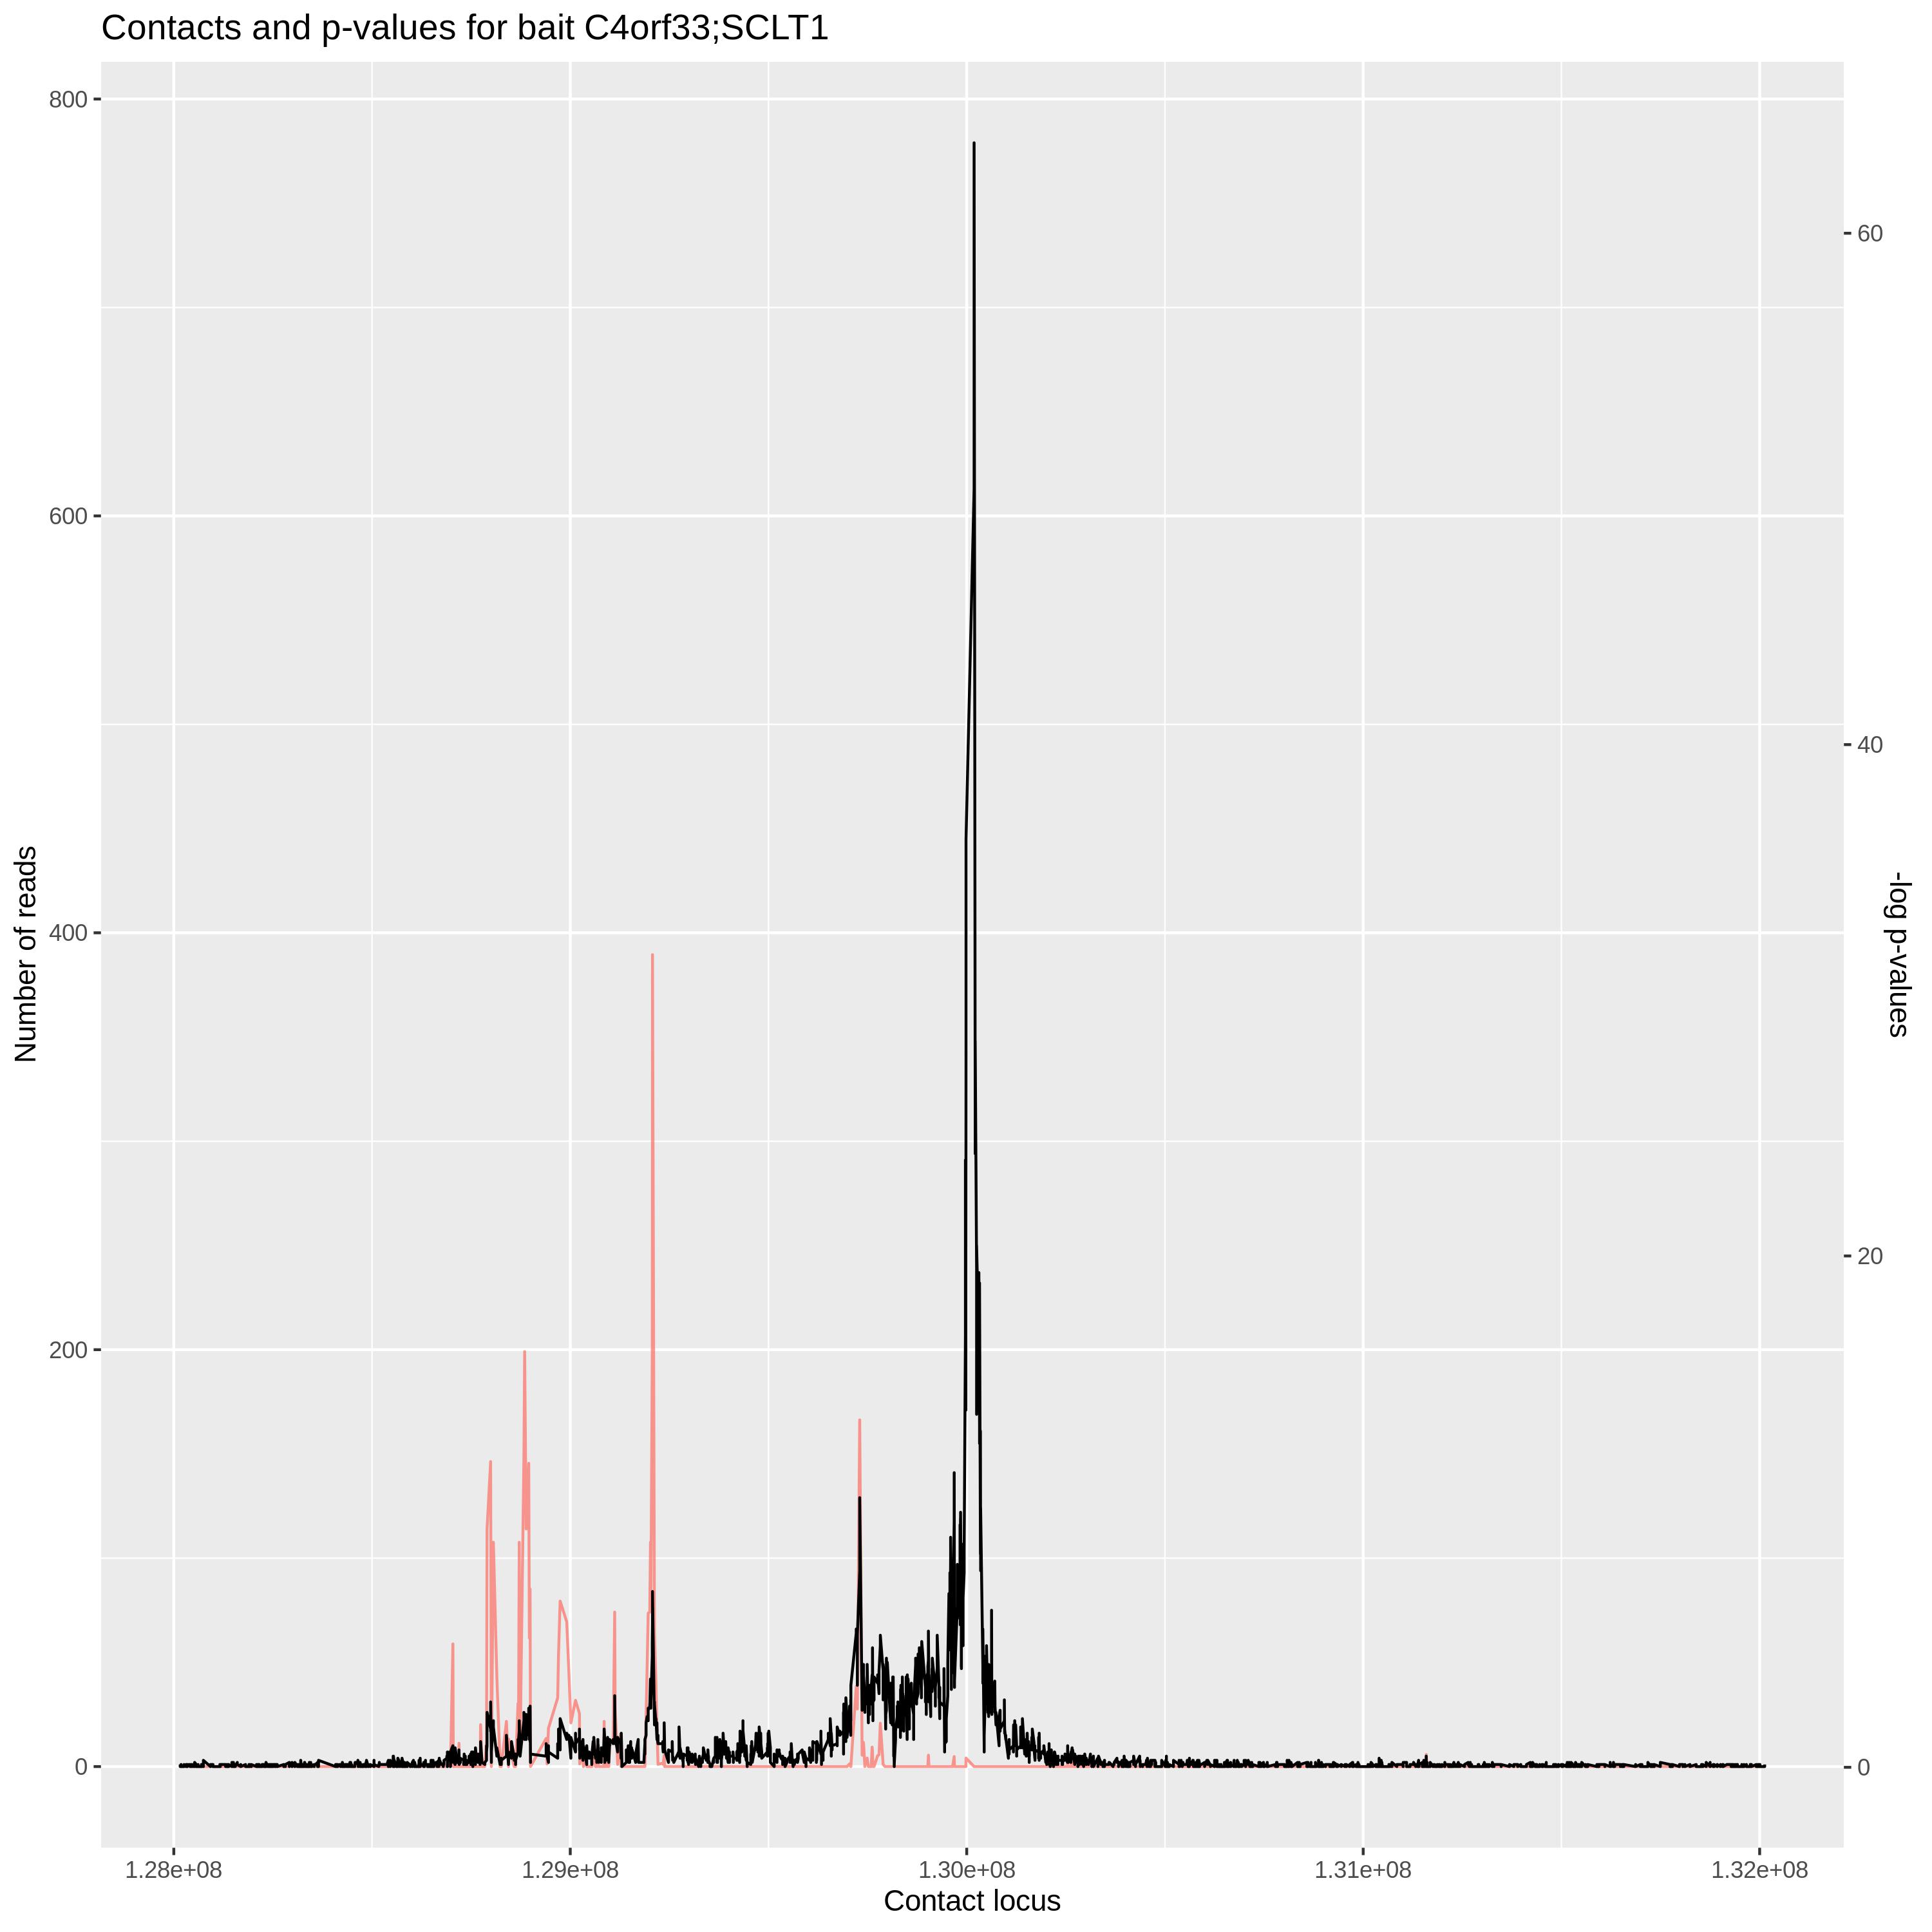 Contacts and p-values for bait C4orf33;SCLT1
800
600
400
200
0
Number of reads
60
40
20
0
-log p-values
1.28e+08
1.29e+08
1.30e+08
1.31e+08
1.32e+08
Contact locus